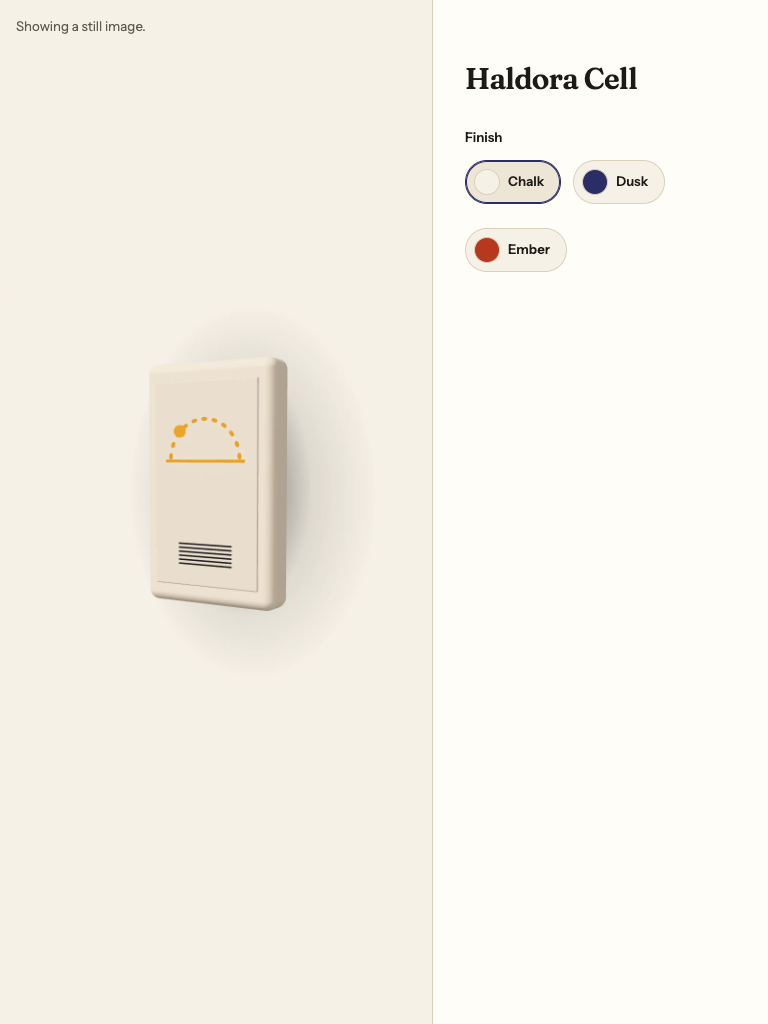 Showing a still image.
Haldora Cell
Finish
Chalk
Dusk
Ember